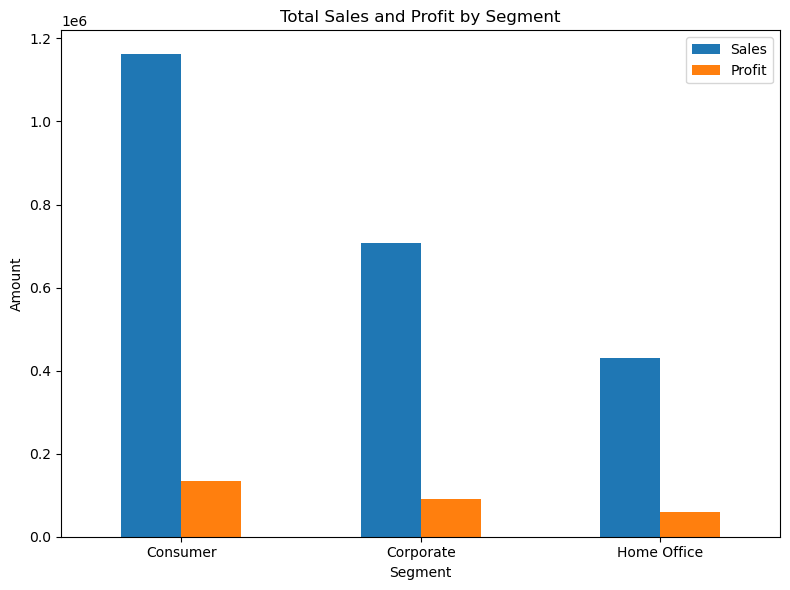 Total Sales and Profit by Segment
1e6
Sales
Profit
1.2
1.0
0.8
0.6
0.4
0.2
0.0
Amount
Consumer Corporate Home Office
Segment